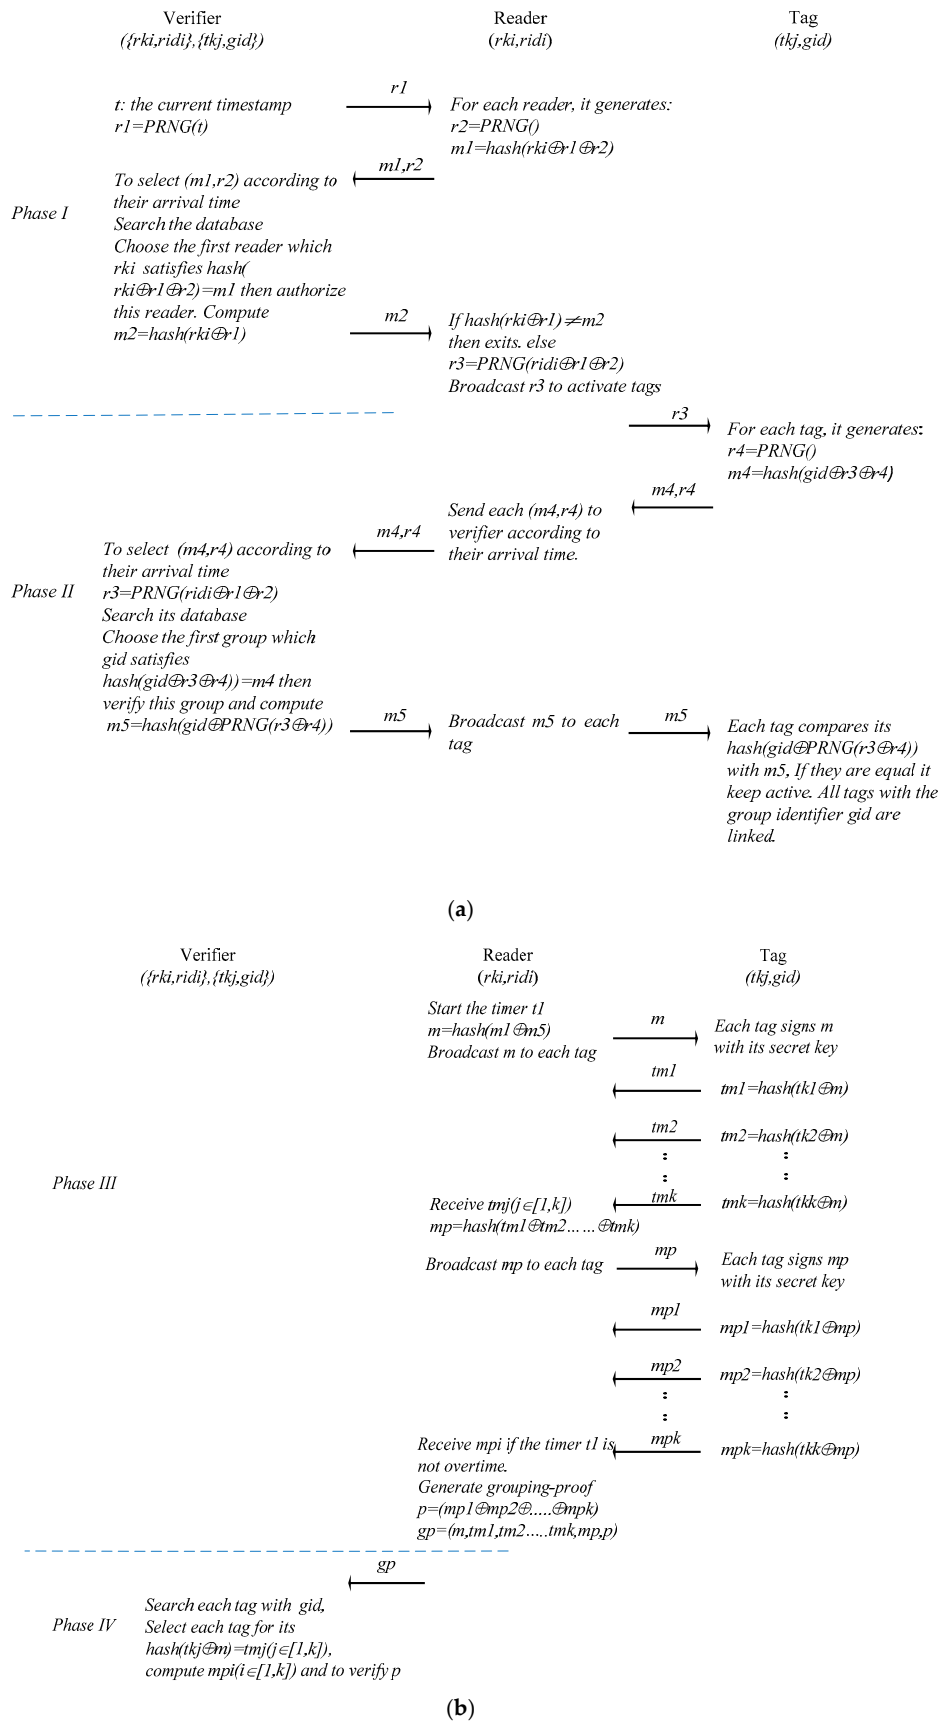 Verifier
({rki,ridi},{tkj,gid})
Reader
(rki,ridi)
Tag
(tkj,gid)
t: the current timestamp
r1=PRNG(t)
r1
For each reader, it generates:
r2=PRNG()
m1=hash(rki⊕r1⊕r2)
m1,r2
Phase I
To select (m1,r2) according to
their arrival time
Search the database
Choose the first reader which
rki satisfies hash(
rki⊕r1⊕r2)=m1 then authorize
this reader. Compute
m2=hash(rki⊕r1)
m2
If hash(rki⊕r1)≠m2
then exits. else
r3=PRNG(ridi⊕r1⊕r2)
Broadcast r3 to activate tags
r3
For each tag, it generates:
r4=PRNG()
m4=hash(gid⊕r3⊕r4)
m4,r4
Send each (m4,r4) to
verifier according to
their arrival time.
m4,r4
Phase II
To select (m4,r4) according to
their arrival time
r3=PRNG(ridi⊕r1⊕r2)
Search its database
Choose the first group which
gid satisfies
hash(gid⊕r3⊕r4))=m4 then
verify this group and compute
m5=hash(gid⊕PRNG(r3⊕r4))
m5
Broadcast m5 to each
tag
m5
Each tag compares its
hash(gid⊕PRNG(r3⊕r4))
with m5, If they are equal it
keep active. All tags with the
group identifier gid are
linked.
(a)
Verifier
({rki,ridi},{tkj,gid})
Reader
(rki,ridi)
Tag
(tkj,gid)
Start the timer t1
m=hash(m1⊕m5)
Broadcast m to each tag
m
Each tag signs m
with its secret key
tm1
tm1=hash(tk1⊕m)
tm2
tm2=hash(tk2⊕m)
Phase III
Receive tmj(j∈[1,k])
mp=hash(tm1⊕tm2……⊕tmk)
tmk
tmk=hash(tkk⊕m)
Broadcast mp to each tag
mp
Each tag signs mp
with its secret key
mp1
mp1=hash(tk1⊕mp)
mp2
mp2=hash(tk2⊕mp)
Receive mpi if the timer t1 is
not overtime.
mpk
mpk=hash(tkk⊕mp)
Generate grouping-proof
p=(mp1⊕mp2⊕.....⊕mpk)
gp=(m,tm1,tm2.....tmk,mp,p)
gp
Phase IV
Search each tag with gid,
Select each tag for its
hash(tkj⊕m)=tmj(j∈[1,k]),
compute mpi(i∈[1,k]) and to verify p
(b)